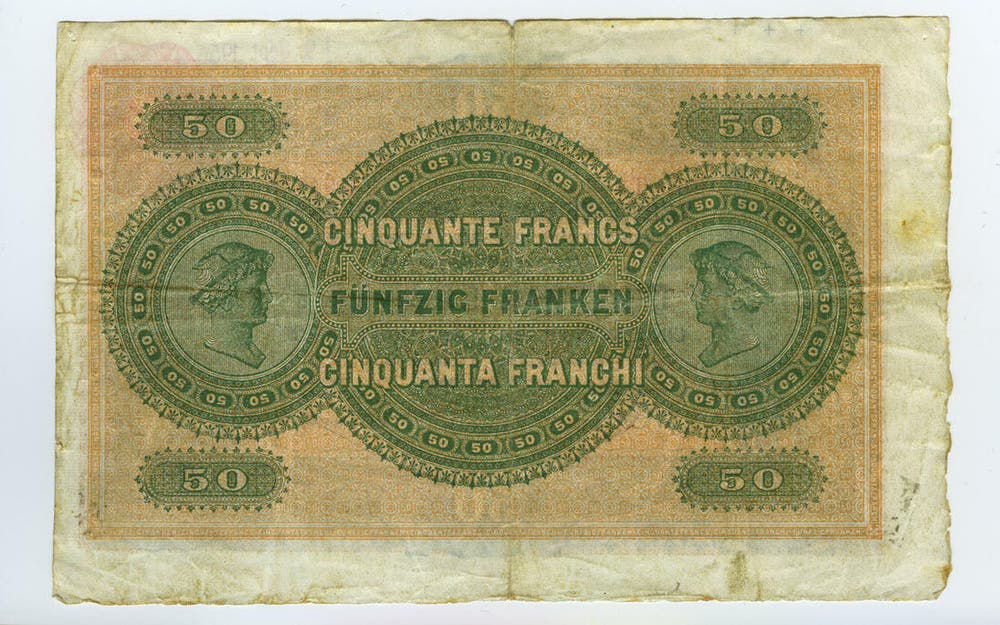 50 50
CINQUANTE FRANCS
FÜNFZIG FRANKEN
CINQUANTA FRANCHI
50 50